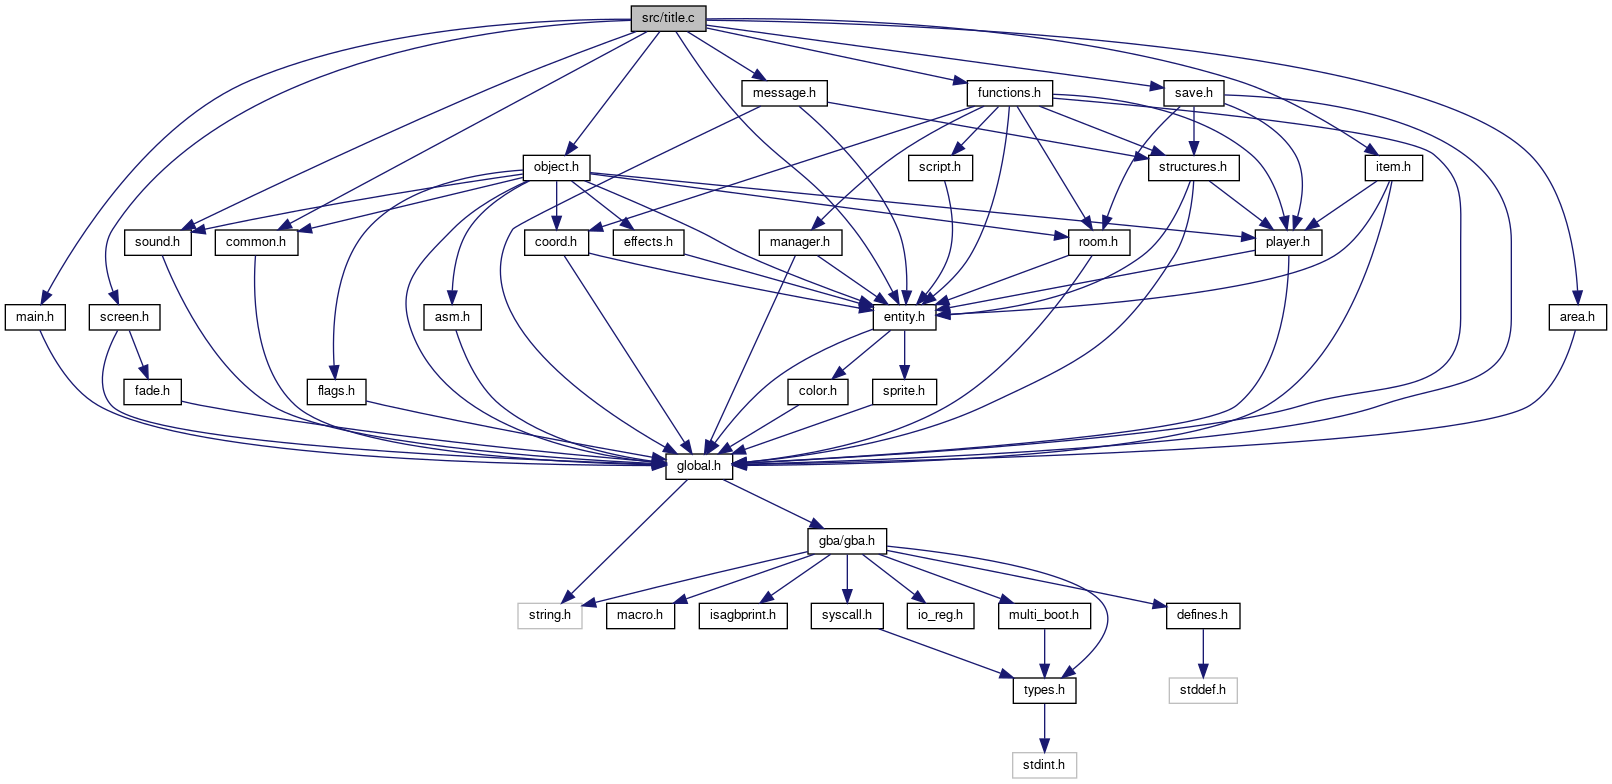 src/title.c
message.h
functions.h
save.h
object.h
script.h
structures.h
item.h
sound.h
common.h
coord.h
effects.h
manager.h
room.h
player.h
main.h
screen.h
asm.h
entity.h
area.h
fade.h
flags.h
color.h
sprite.h
global.h
gba/gba.h
string.h
macro.h
isagbprint.h
syscall.h
io_reg.h
multi_boot.h
defines.h
types.h
stddef.h
stdint.h